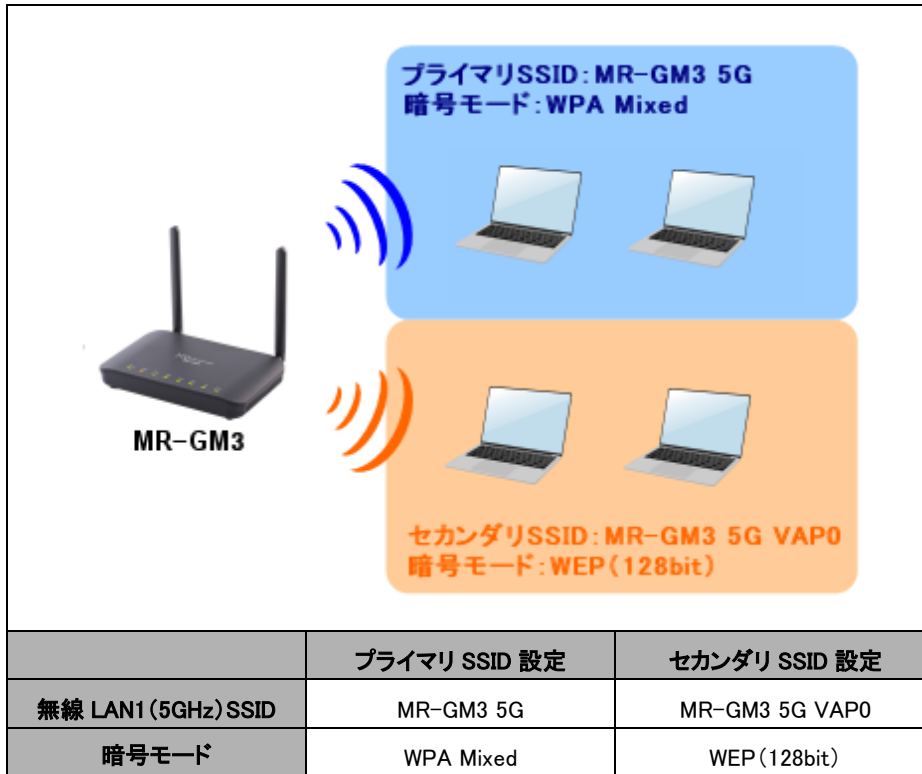 プライマリSSID:MR-GM3 5G
暗号モード:WPA Mixed
MR-GM3
セカンダリSSID:MR-GM3 5G VAP0
暗号モード:WEP(128bit)
プライマリ SSID 設定 セカンダリ SSID 設定
無線 LAN1(5GHz)SSID MR-GM3 5G MR-GM3 5G VAP0
暗号モード WPA Mixed WEP(128bit)